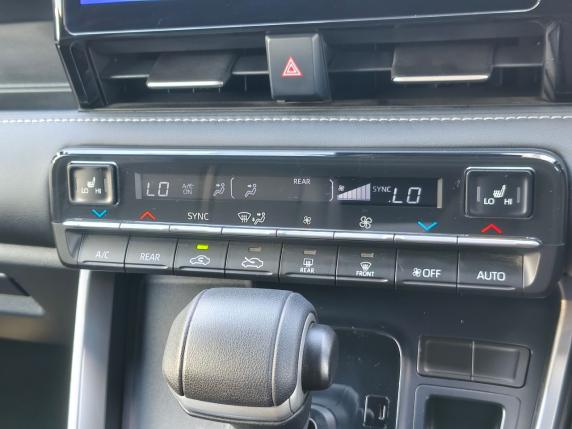 LO HI
LO A/C ON
REAR
SYNC LO
LO HI
SYNC
A/C REAR
REAR
FRONT
OFF AUTO